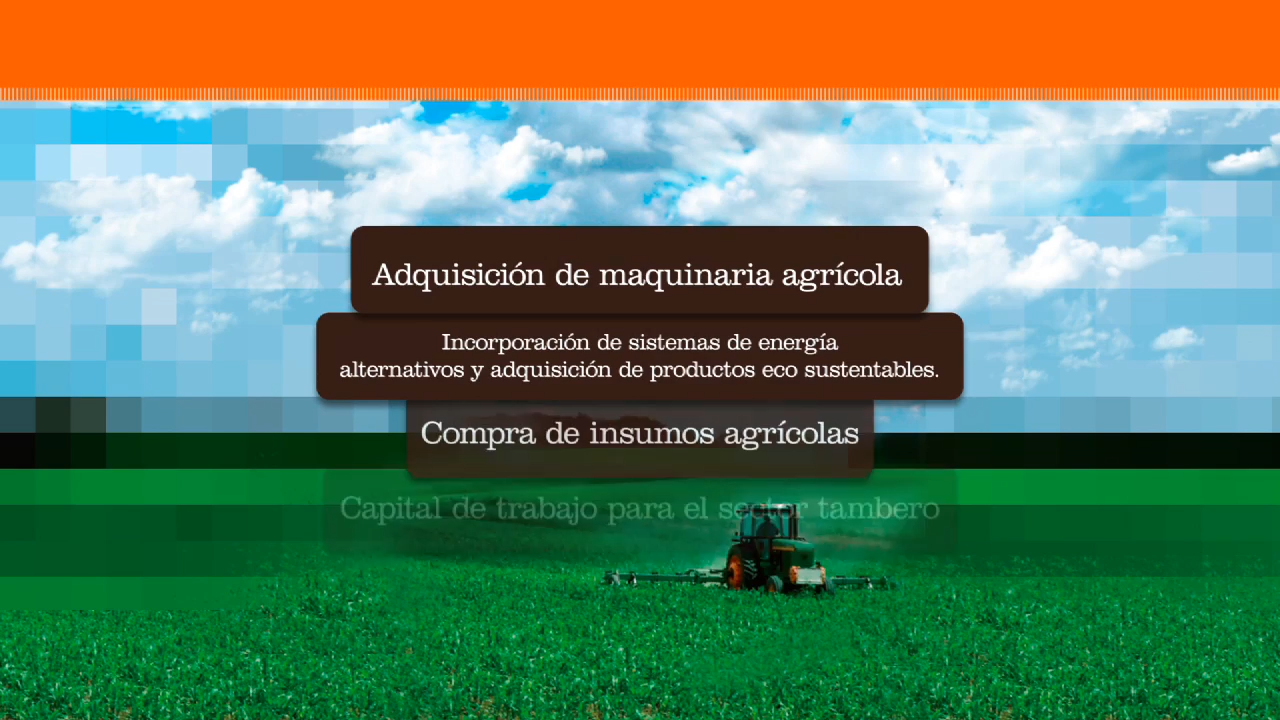 Adquisición de maquinaria agrícola
Incorporación de sistemas de energía
alternativos y adquisición de productos eco sustentables.
Compra de insumos agrícolas
Capital de trabajo para el sector tambero